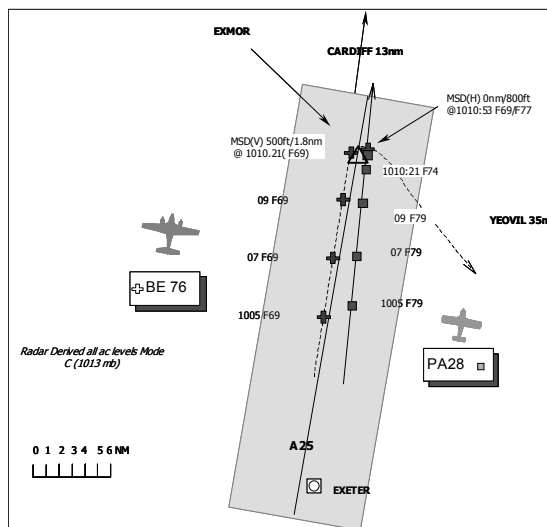 EXMOR
CARDIFF 13nm
MSD(H) 0nm/800ft
@1010:53 F69/F77
MSD(V) 500ft/1.8nm
@ 1010.21( F69)
1010:21 F74
09 F69
09 F79
YEOVIL 35n
07 F69
07 F79
BE 76
1005 F69
1005 F79
Radar Derived all ac levels Mode
C (1013 mb)
PA28
0 1 2 3 4 5 6 NM
A 25
EXETER